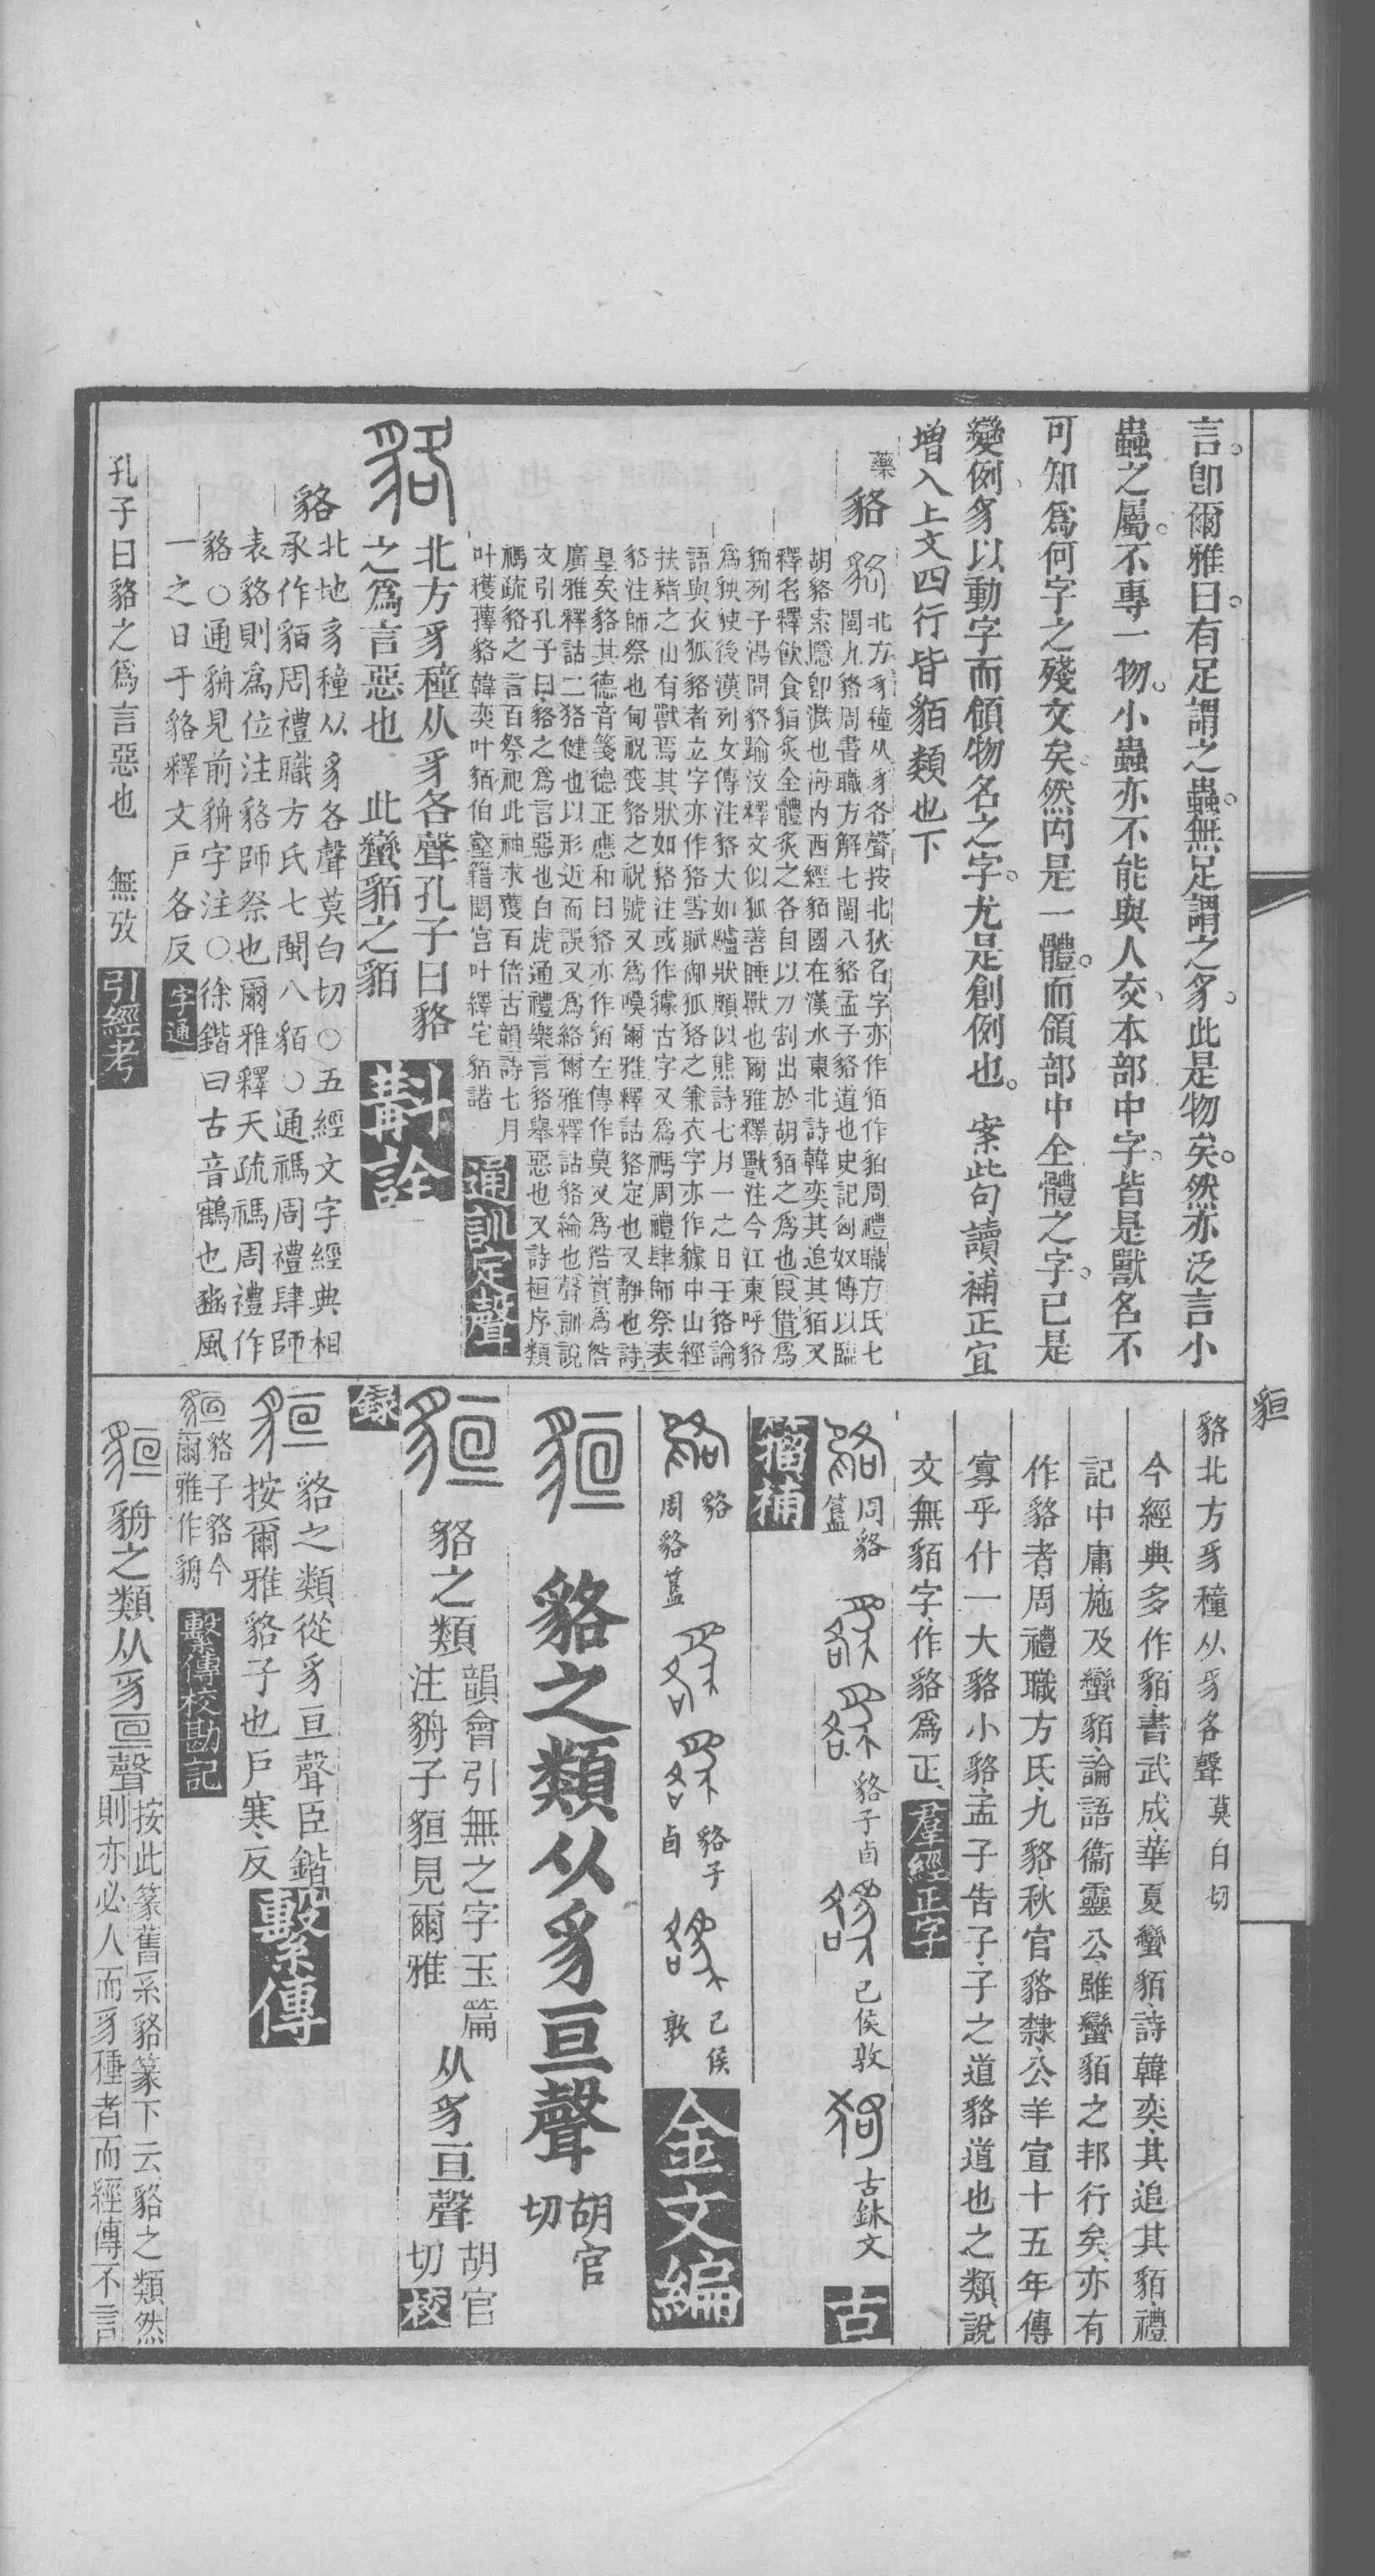 言卽爾雅曰有足謂之蟲無足謂之豸此是物矣然亦泛言小
蟲之屬不專一物小蟲亦不能與人交本部中字皆是獸名不
可知爲何字之殘文矣然丙是一體而領部中全體之字已是
變例豸以動字而領物名之字尤是創例也 案此句讀補正宜
增入上文四行皆貊類也下
藥 貉
北方豸穜从豸各聲按北狄名字亦作狛作貊周禮職方氏七
閩九貉周書職方解七閩八貉孟子貉道也史記匈奴傳以臨
胡貉索隱卽濊也海內西經貊國在漢水東北詩韓奕其追其貊又
釋名釋飲食貊炙全體炙之各自以刀割出於胡貊之爲也叚借爲
貈列子湯問貉踰汶釋文似狐善睡獸也爾雅釋獸注今江東呼貉
爲𧳅𧳅後漢列女傳注貉大如驢狀頗似熊詩七月一之日于貉論
語與衣狐貉者立字亦作狢雪賦御狐狢之兼衣字亦作㺉中山經
扶豬之山有獸焉其狀如貉注或作㺉古字又爲禡周禮肆師祭表
貉注師祭也甸祝表貉之祝號又爲嗼爾雅釋詁貉定也又靜也詩
皇矣貉其德音箋德正應和曰貉亦作狛左傳作莫又爲
廣雅釋詁二狢健也以形近而誤又爲絡爾雅釋詁貉綸也聲訓說
文引孔子曰貉之爲言惡也白虎通禮樂言貉舉惡也又詩桓序類
禡疏貉之言百祭祀此神求獲百倍古韻詩七月
叶穫蘀貉韓奕叶貊伯壑籍閟宮叶繹宅貊諾
通訓定聲
北方豸穜从豸各聲孔子曰貉
之爲言惡也 此蠻貊之貊
斠詮
貉
北地豸種从豸各聲莫白切○五經文字經典相
承作貊周禮職方氏七閩八貊○通禡周禮肆師
表貉則爲位注貉師祭也爾雅釋天疏禡周禮作
貉○通貈見前貈字注○徐鍇曰古音鶴也豳風
一之日于貉釋文戶各反
字通
孔子曰貉之爲言惡也 無攷
引經考
貆
貉北方豸穜从豸各聲莫白切
今經典多作貊書武成華夏蠻貊詩韓奕其追其貊禮
記中庸施及蠻貊論語衞靈公雖蠻貊之邦行矣亦有
作貉者周禮職方氏九貉秋官貉隸公羊宣十五年傳
寡乎什一大貉小貉孟子告子子之道貉道也之類說
文無貊字作貉爲正
羣經正字
周貉簋
貉子卣
己侯敦
古鉥文
古
籀補
貉
周貉簋
貉子卣
己侯敦
金文編
貉之類从豸亘聲胡官切
貉之類韻會引無之字玉篇注貈子貆見爾雅从豸亘聲胡官切
校
錄
貉之類從豸亘聲臣鍇
按爾雅貉子也戶寒反
繫傳
貉子貉今
爾雅作貈
繫傳校勘記
貈之類从豸亘聲按此篆舊系貉篆下云貉之類然
則亦必人而豸種者而經傳不言